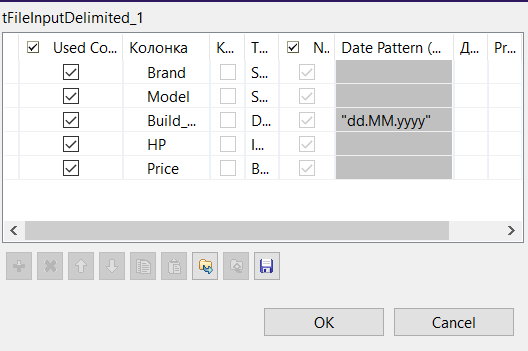 tFileInputDelimited_1
Used Co... Колонка К... T... N.. Date Pattern (... Д... Pr...
Brand S...
Model S...
Build_... D... "dd.MM.yyyy"
HP I...
Price B...
OK Cancel